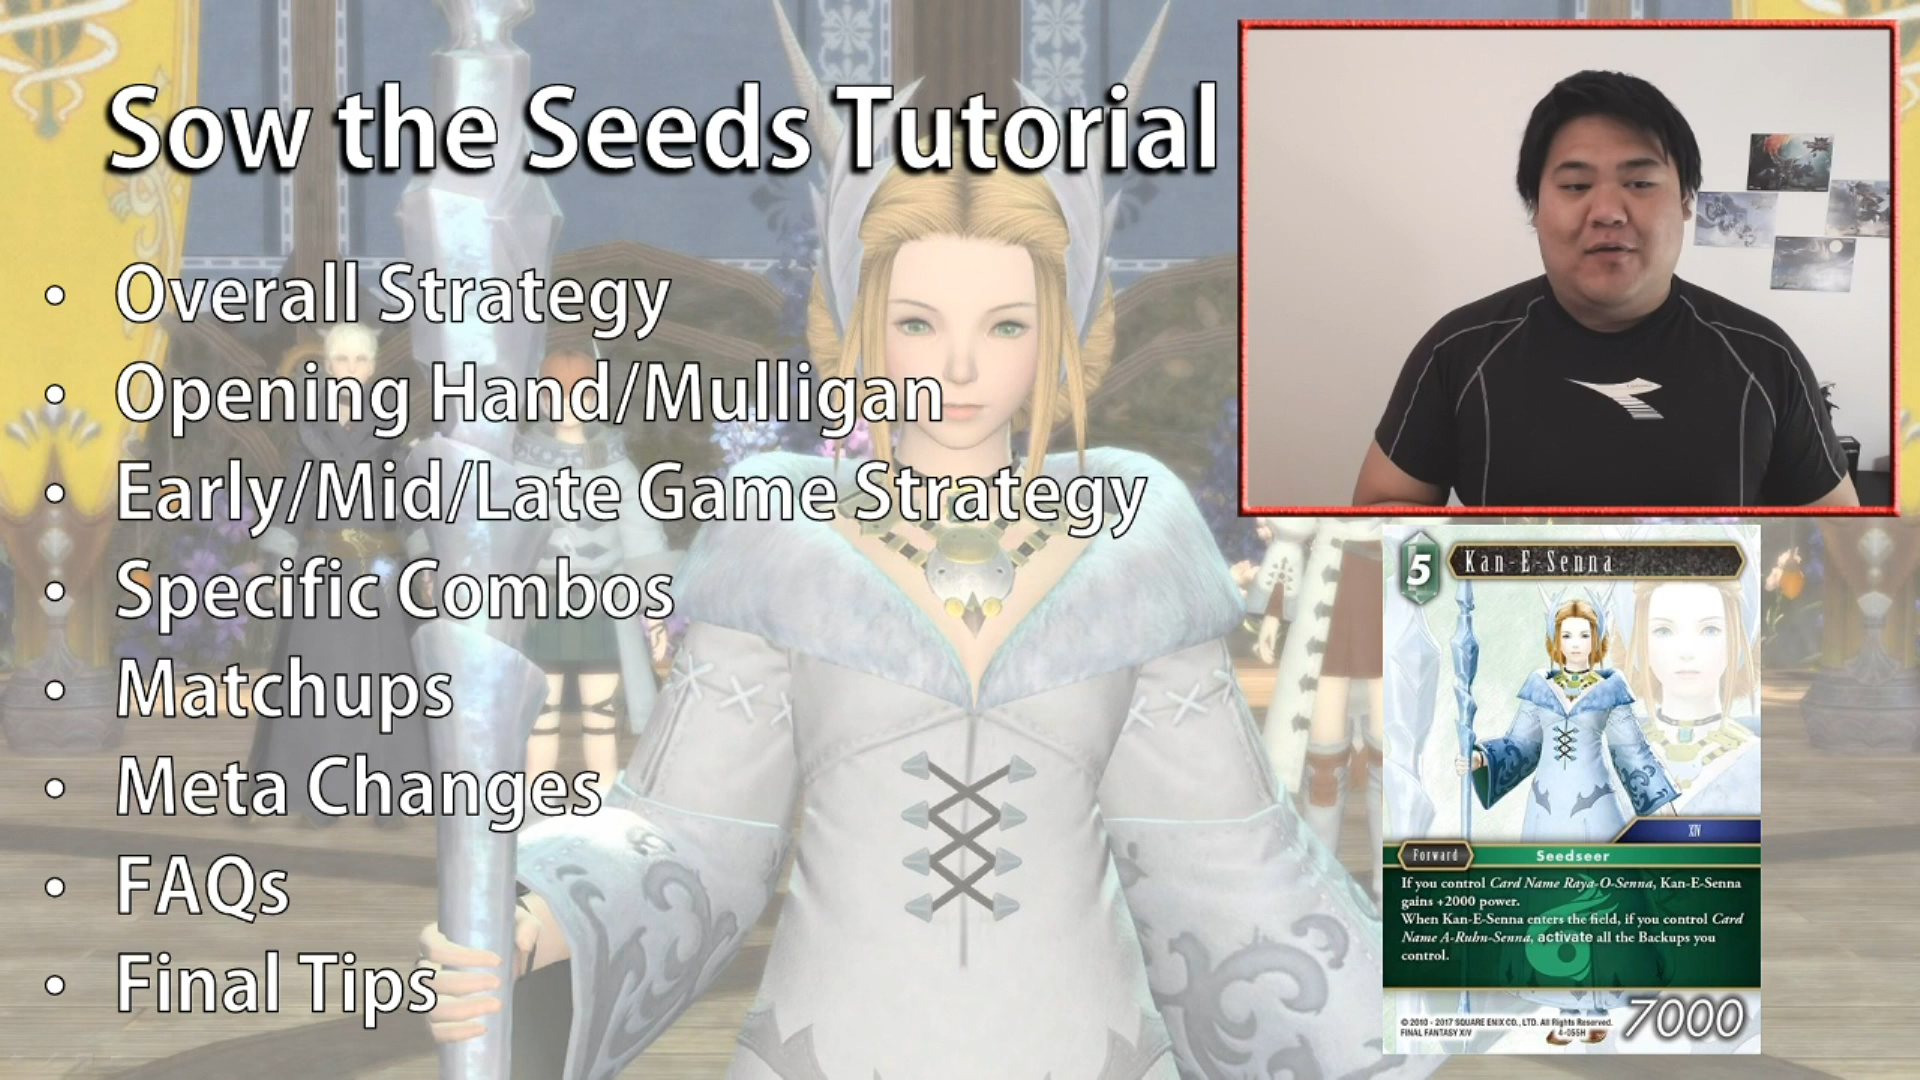 Sow the Seeds Tutorial
• Overall Strategy
• Opening Hand/Mulligan
• Early/Mid/Late Game Strategy
• Specific Combos
• Matchups
• Meta Changes
• FAQs
• Final Tips
5
Kan-E-Senna
XIV
Forward
Seedseer
If you control Card Name Raya-O-Senna, Kan-E-Senna
gains +2000 power.
When Kan-E-Senna enters the field, if you control Card
Name A-Ruhn-Senna, activate all the Backups you
control.
© 2010 - 2017 SQUARE ENIX CO., LTD. All Rights Reserved.
FINAL FANTASY XIV
4-055H
7000